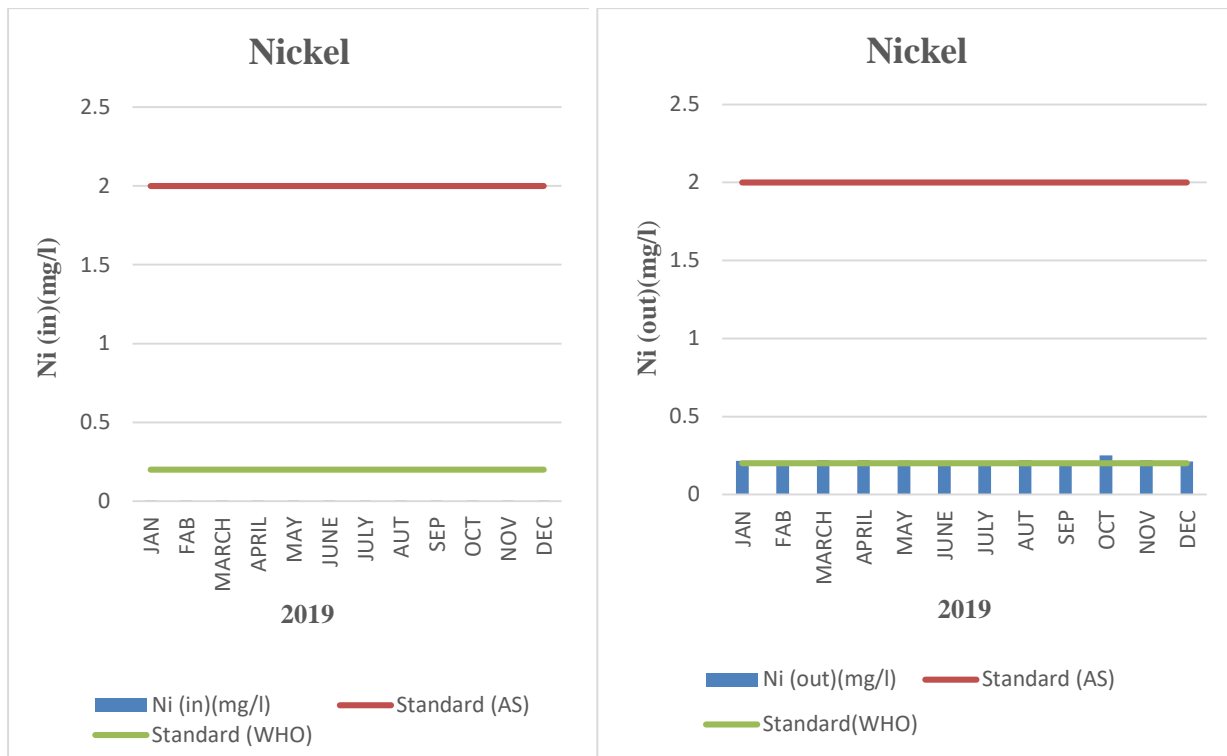 Nickel
2.5
2
1.5
1
0.5
0
Ni (in)(mg/l)
JAN
FAB
MARCH
APRIL
MAY
JUNE
JULY
AUT
SEP
OCT
NOV
DEC
2019
Ni (in)(mg/l)
Standard (AS)
Standard (WHO)
Nickel
2.5
2
1.5
1
0.5
0
Ni (out)(mg/l)
JAN
FAB
MARCH
APRIL
MAY
JUNE
JULY
AUT
SEP
OCT
NOV
DEC
2019
Ni (out)(mg/l)
Standard (AS)
Standard(WHO)